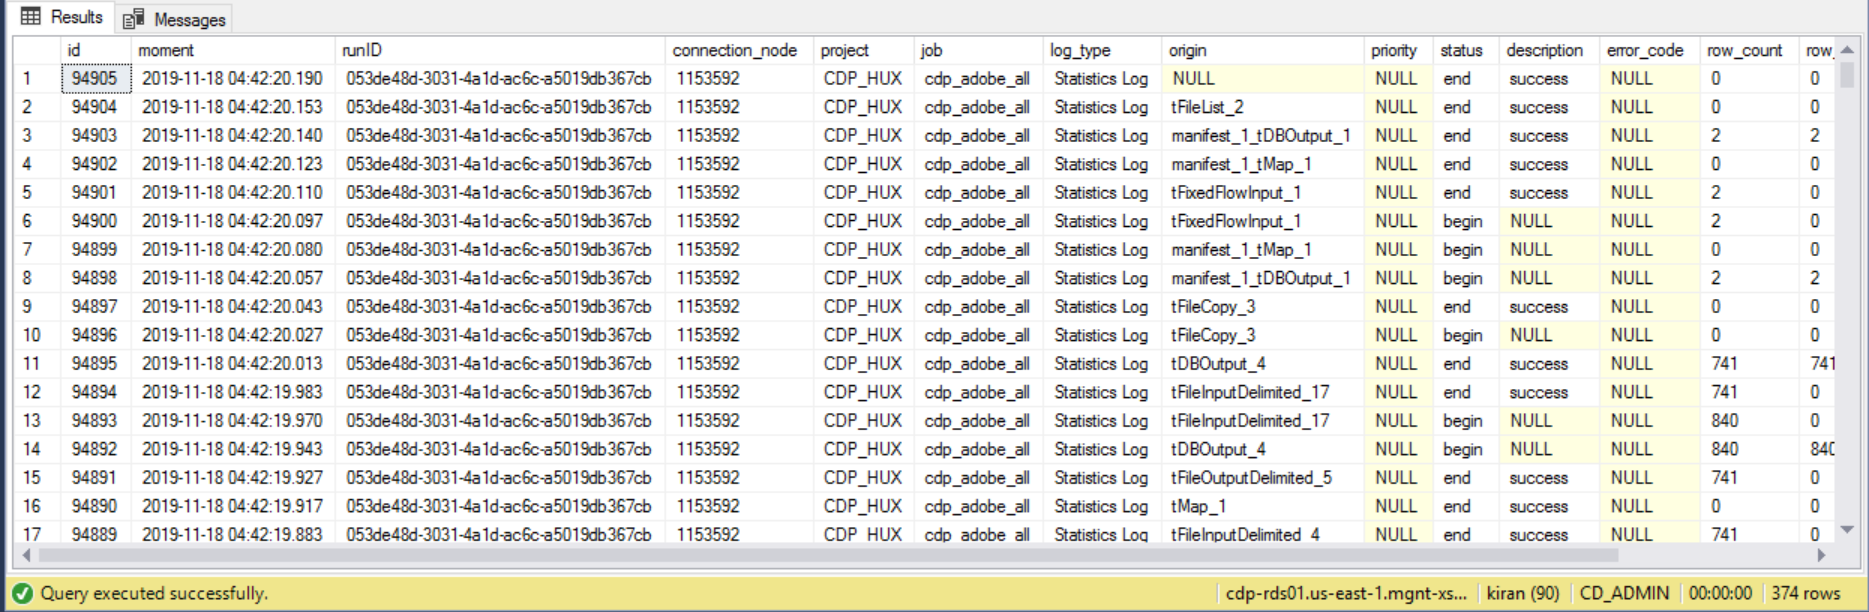 Results Messages
id moment runID connection_node project job log_type origin priority status description error_code row_count row_
1 94905 2019-11-18 04:42:20.190 053de48d-3031-4a1d-ac6c-a5019db367cb 1153592 CDP_HUX cdp_adobe_all Statistics Log NULL NULL end success NULL 0 0
2 94904 2019-11-18 04:42:20.153 053de48d-3031-4a1d-ac6c-a5019db367cb 1153592 CDP_HUX cdp_adobe_all Statistics Log tFileList_2 NULL end success NULL 0 0
3 94903 2019-11-18 04:42:20.140 053de48d-3031-4a1d-ac6c-a5019db367cb 1153592 CDP_HUX cdp_adobe_all Statistics Log manifest_1_tDBOutput_1 NULL end success NULL 2 2
4 94902 2019-11-18 04:42:20.123 053de48d-3031-4a1d-ac6c-a5019db367cb 1153592 CDP_HUX cdp_adobe_all Statistics Log manifest_1_tMap_1 NULL end success NULL 0 0
5 94901 2019-11-18 04:42:20.110 053de48d-3031-4a1d-ac6c-a5019db367cb 1153592 CDP_HUX cdp_adobe_all Statistics Log tFixedFlowInput_1 NULL end success NULL 2 0
6 94900 2019-11-18 04:42:20.097 053de48d-3031-4a1d-ac6c-a5019db367cb 1153592 CDP_HUX cdp_adobe_all Statistics Log tFixedFlowInput_1 NULL begin NULL NULL 2 0
7 94899 2019-11-18 04:42:20.080 053de48d-3031-4a1d-ac6c-a5019db367cb 1153592 CDP_HUX cdp_adobe_all Statistics Log manifest_1_tMap_1 NULL begin NULL NULL 0 0
8 94898 2019-11-18 04:42:20.057 053de48d-3031-4a1d-ac6c-a5019db367cb 1153592 CDP_HUX cdp_adobe_all Statistics Log manifest_1_tDBOutput_1 NULL begin NULL NULL 2 2
9 94897 2019-11-18 04:42:20.043 053de48d-3031-4a1d-ac6c-a5019db367cb 1153592 CDP_HUX cdp_adobe_all Statistics Log tFileCopy_3 NULL end success NULL 0 0
10 94896 2019-11-18 04:42:20.027 053de48d-3031-4a1d-ac6c-a5019db367cb 1153592 CDP_HUX cdp_adobe_all Statistics Log tFileCopy_3 NULL begin NULL NULL 0 0
11 94895 2019-11-18 04:42:20.013 053de48d-3031-4a1d-ac6c-a5019db367cb 1153592 CDP_HUX cdp_adobe_all Statistics Log tDBOutput_4 NULL end success NULL 741 741
12 94894 2019-11-18 04:42:19.983 053de48d-3031-4a1d-ac6c-a5019db367cb 1153592 CDP_HUX cdp_adobe_all Statistics Log tFileInputDelimited_17 NULL end success NULL 741 0
13 94893 2019-11-18 04:42:19.970 053de48d-3031-4a1d-ac6c-a5019db367cb 1153592 CDP_HUX cdp_adobe_all Statistics Log tFileInputDelimited_17 NULL begin NULL NULL 840 0
14 94892 2019-11-18 04:42:19.943 053de48d-3031-4a1d-ac6c-a5019db367cb 1153592 CDP_HUX cdp_adobe_all Statistics Log tDBOutput_4 NULL begin NULL NULL 840 840
15 94891 2019-11-18 04:42:19.927 053de48d-3031-4a1d-ac6c-a5019db367cb 1153592 CDP_HUX cdp_adobe_all Statistics Log tFileOutputDelimited_5 NULL end success NULL 741 0
16 94890 2019-11-18 04:42:19.917 053de48d-3031-4a1d-ac6c-a5019db367cb 1153592 CDP_HUX cdp_adobe_all Statistics Log tMap_1 NULL end success NULL 0 0
17 94889 2019-11-18 04:42:19.883 053de48d-3031-4a1d-ac6c-a5019db367cb 1153592 CDP_HUX cdp_adobe_all Statistics Log tFileInputDelimited_4 NULL end success NULL 741 0
Query executed successfully. cdp-rds01.us-east-1.mgnt-xs... kiran (90) CD_ADMIN 00:00:00 374 rows